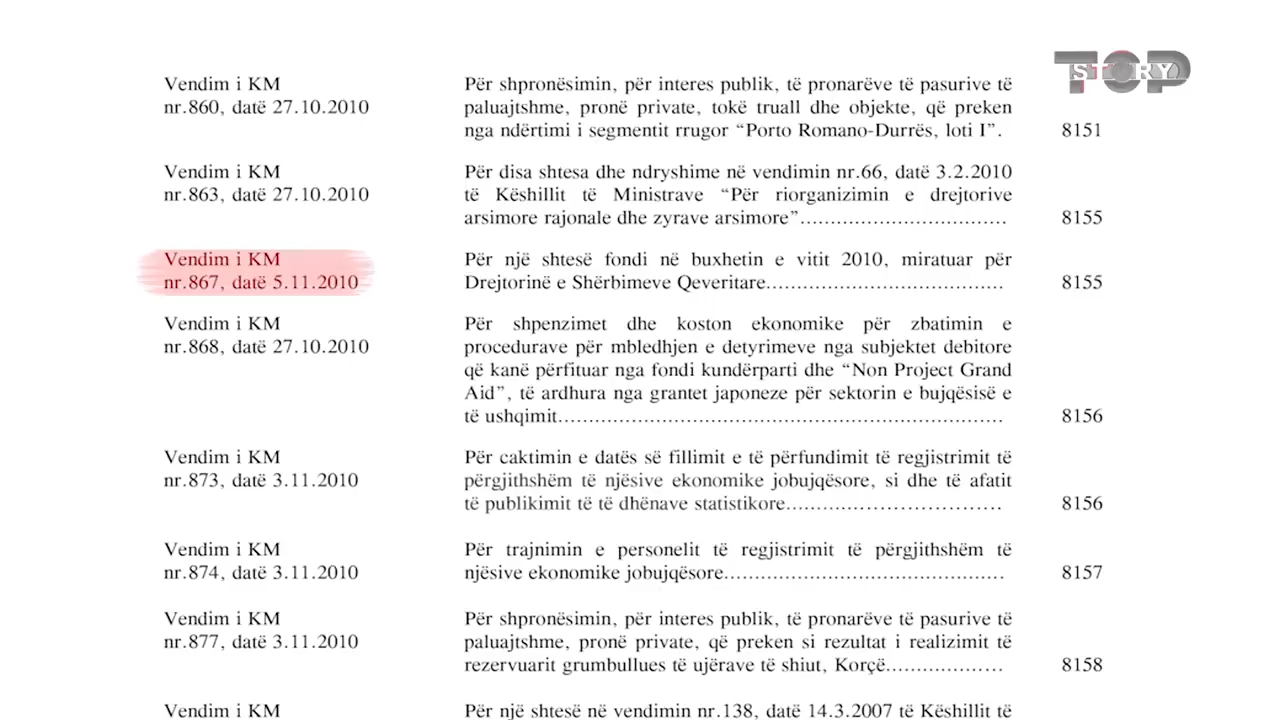 TOP STORY
Vendim i KM
nr.860, datë 27.10.2010
Për shpronësimin, për interes publik, të pronarëve të pasurive të
paluajtshme, pronë private, tokë truall dhe objekte, që preken
nga ndërtimi i segmentit rrugor “Porto Romano-Durrës, loti I”. 8151
Vendim i KM
nr.863, datë 27.10.2010
Për disa shtesa dhe ndryshime në vendimin nr.66, datë 3.2.2010
të Këshillit të Ministrave “Për riorganizimin e drejtorive
arsimore rajonale dhe zyrave arsimore”.................................. 8155
Vendim i KM
nr.867, datë 5.11.2010
Për një shtesë fondi në buxhetin e vitit 2010, miratuar për
Drejtorinë e Shërbimeve Qeveritare....................................... 8155
Vendim i KM
nr.868, datë 27.10.2010
Për shpenzimet dhe koston ekonomike për zbatimin e
procedurave për mbledhjen e detyrimeve nga subjektet debitore
që kanë përfituar nga fondi kundërparti dhe “Non Project Grand
Aid”, të ardhura nga grantet japoneze për sektorin e bujqësisë e
të ushqimit......................................................................... 8156
Vendim i KM
nr.873, datë 3.11.2010
Për caktimin e datës së fillimit e të përfundimit të regjistrimit të
përgjithshëm të njësive ekonomike jobujqësore, si dhe të afatit
të publikimit të të dhënave statistikore................................... 8156
Vendim i KM
nr.874, datë 3.11.2010
Për trajnimin e personelit të regjistrimit të përgjithshëm të
njësive ekonomike jobujqësore.............................................. 8157
Vendim i KM
nr.877, datë 3.11.2010
Për shpronësimin, për interes publik, të pronarëve të pasurive të
paluajtshme, pronë private, që preken si rezultat i realizimit të
rezervuarit grumbullues të ujërave të shiut, Korçë................... 8158
Vendim i KM
Për një shtesë në vendimin nr.138, datë 14.3.2007 të Këshillit të